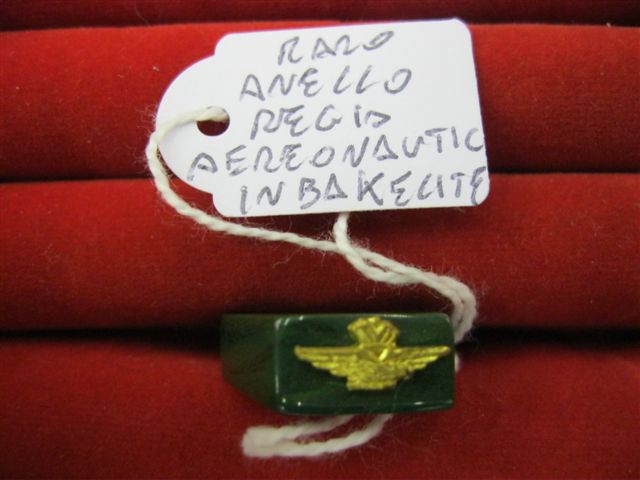 RARO
ANELLO
REGIA
AEREONAUTIC
IN BAKELITE